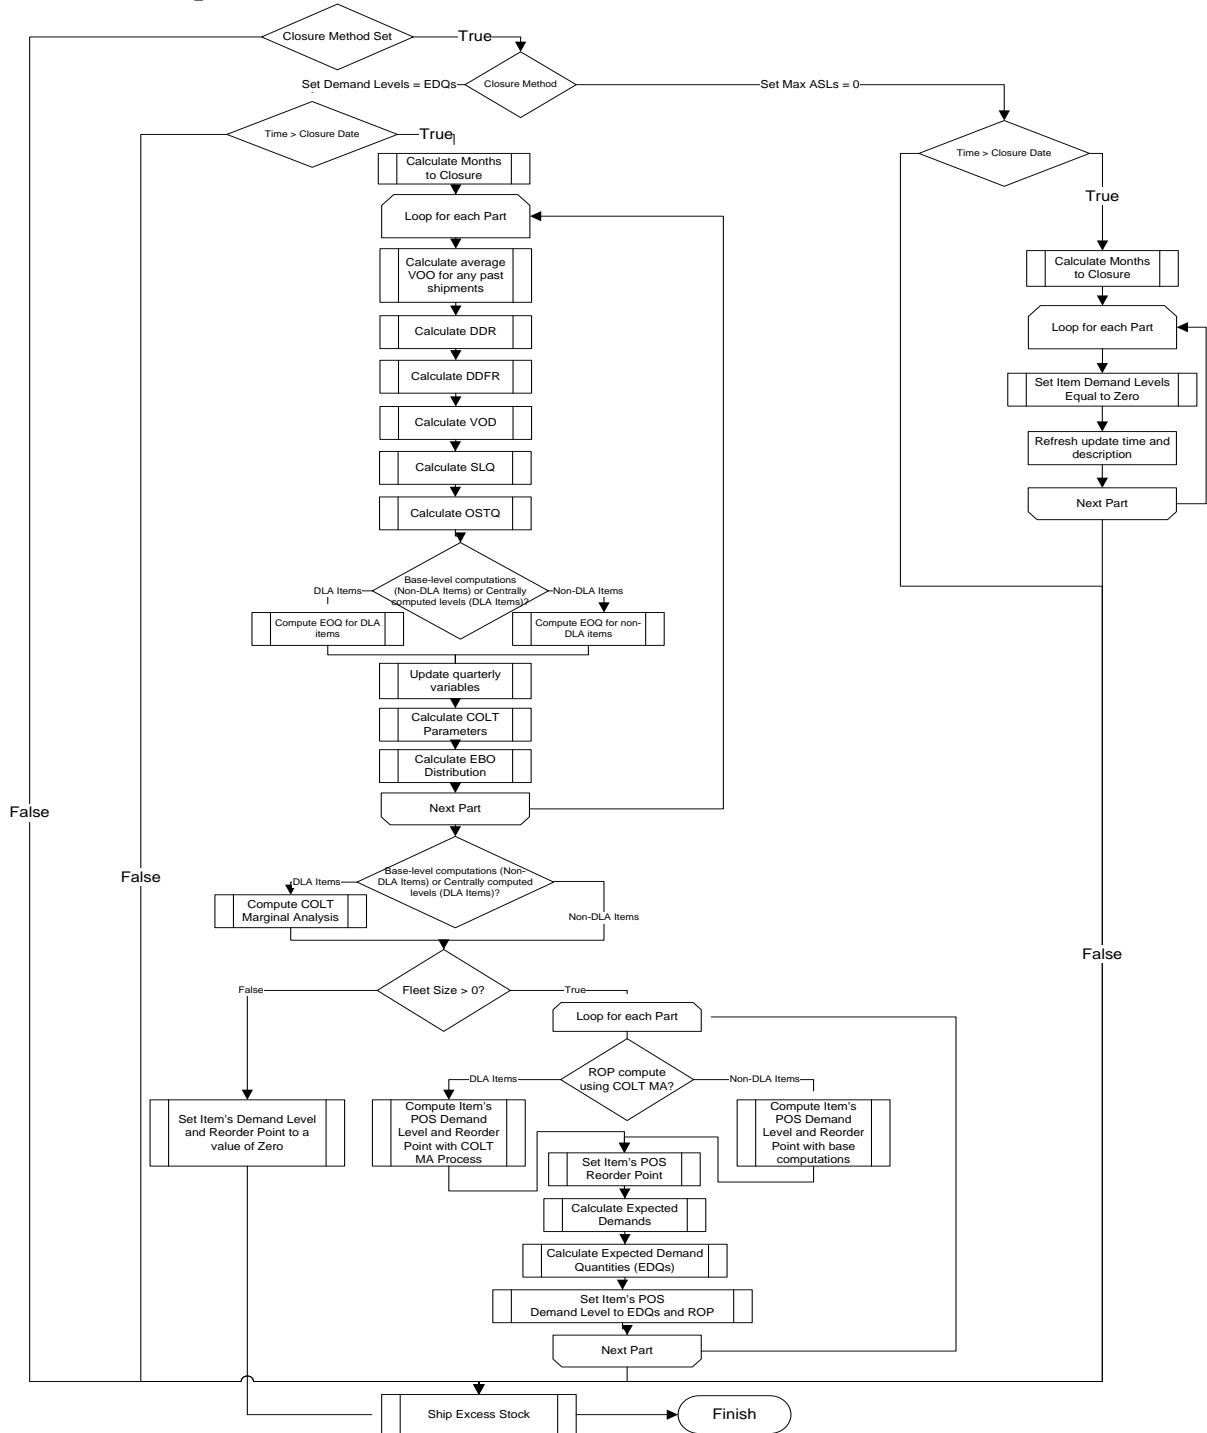 Closure Method Set
True
Set Demand Levels = EDQs
Closure Method
Set Max ASLs = 0
Time > Closure Date
True
Time > Closure Date
True
Calculate Months
to Closure
Loop for each Part
Calculate average
VOO for any past
shipments
Calculate Months
to Closure
Calculate DDR
Loop for each Part
Calculate DDFR
Set Item Demand Levels
Equal to Zero
Calculate VOD
Refresh update time and
description
Calculate SLQ
Next Part
Calculate OSTQ
Base-level computations
(Non-DLA Items) or Centrally
computed levels (DLA Items)?
DLA Items
Non-DLA Items
Compute EOQ for DLA
items
Compute EOQ for non-
DLA items
Update quarterly
variables
Calculate COLT
Parameters
Calculate EBO
Distribution
Next Part
False
False
Base-level computations (Non-
DLA Items) or Centrally computed
levels (DLA Items)?
DLA Items
Compute COLT
Marginal Analysis
Non-DLA Items
False
Fleet Size > 0?
False
True
Loop for each Part
ROP compute
using COLT MA?
DLA Items
Non-DLA Items
Set Item's Demand Level
and Reorder Point to a
value of Zero
Compute Item's
POS Demand
Level and Reorder
Point with COLT
MA Process
Compute Item's
POS Demand
Level and Reorder
Point with base
computations
Set Item's POS
Reorder Point
Calculate Expected
Demands
Calculate Expected Demand
Quantities (EDQs)
Set Item's POS
Demand Level to EDQs and ROP
Next Part
Ship Excess Stock
Finish